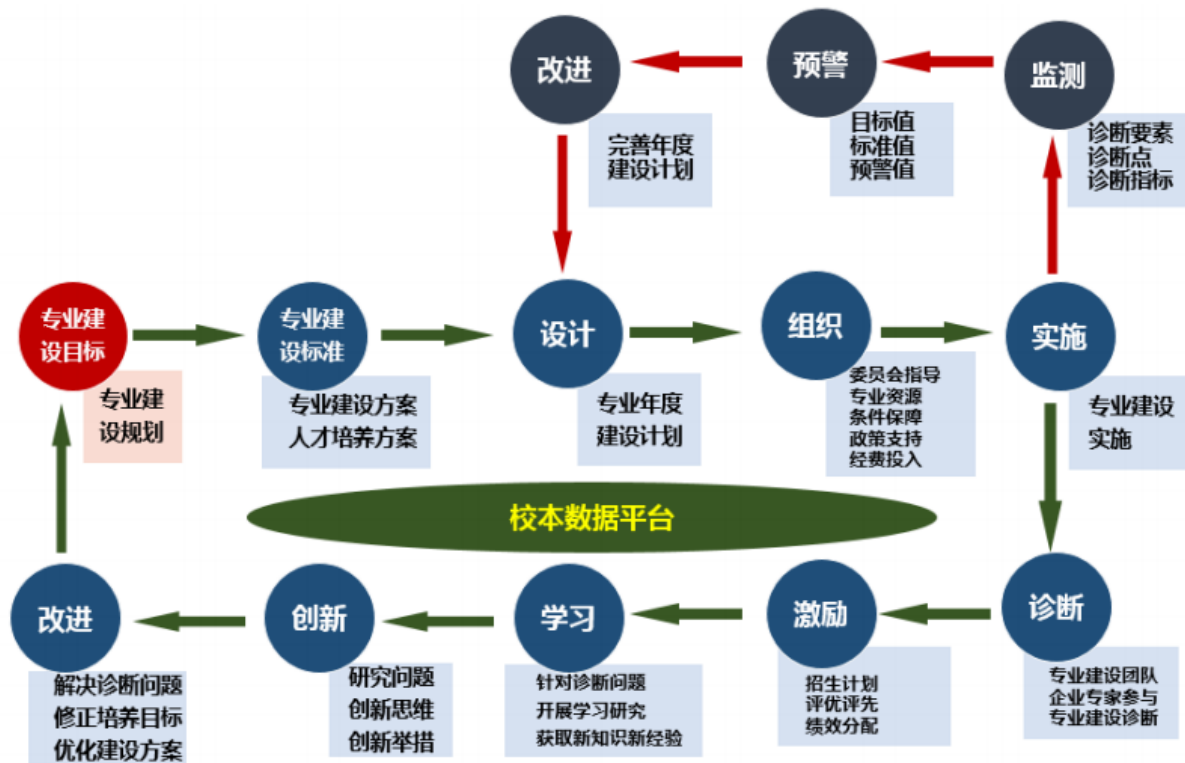 改进
预警
监测
完善年度
建设计划
目标值
标准值
预警值
诊断要素
诊断点
诊断指标
专业建
设目标
专业建
设标准
设计
组织
实施
专业建
设规划
专业建设方案
人才培养方案
专业年度
建设计划
委员会指导
专业资源
条件保障
政策支持
经费投入
专业建设
实施
校本数据平台
改进
创新
学习
激励
诊断
解决诊断问题
修正培养目标
优化建设方案
研究问题
创新思维
创新举措
针对诊断问题
开展学习研究
获取新知识新经验
招生计划
评优评先
绩效分配
专业建设团队
企业专家参与
专业建设诊断